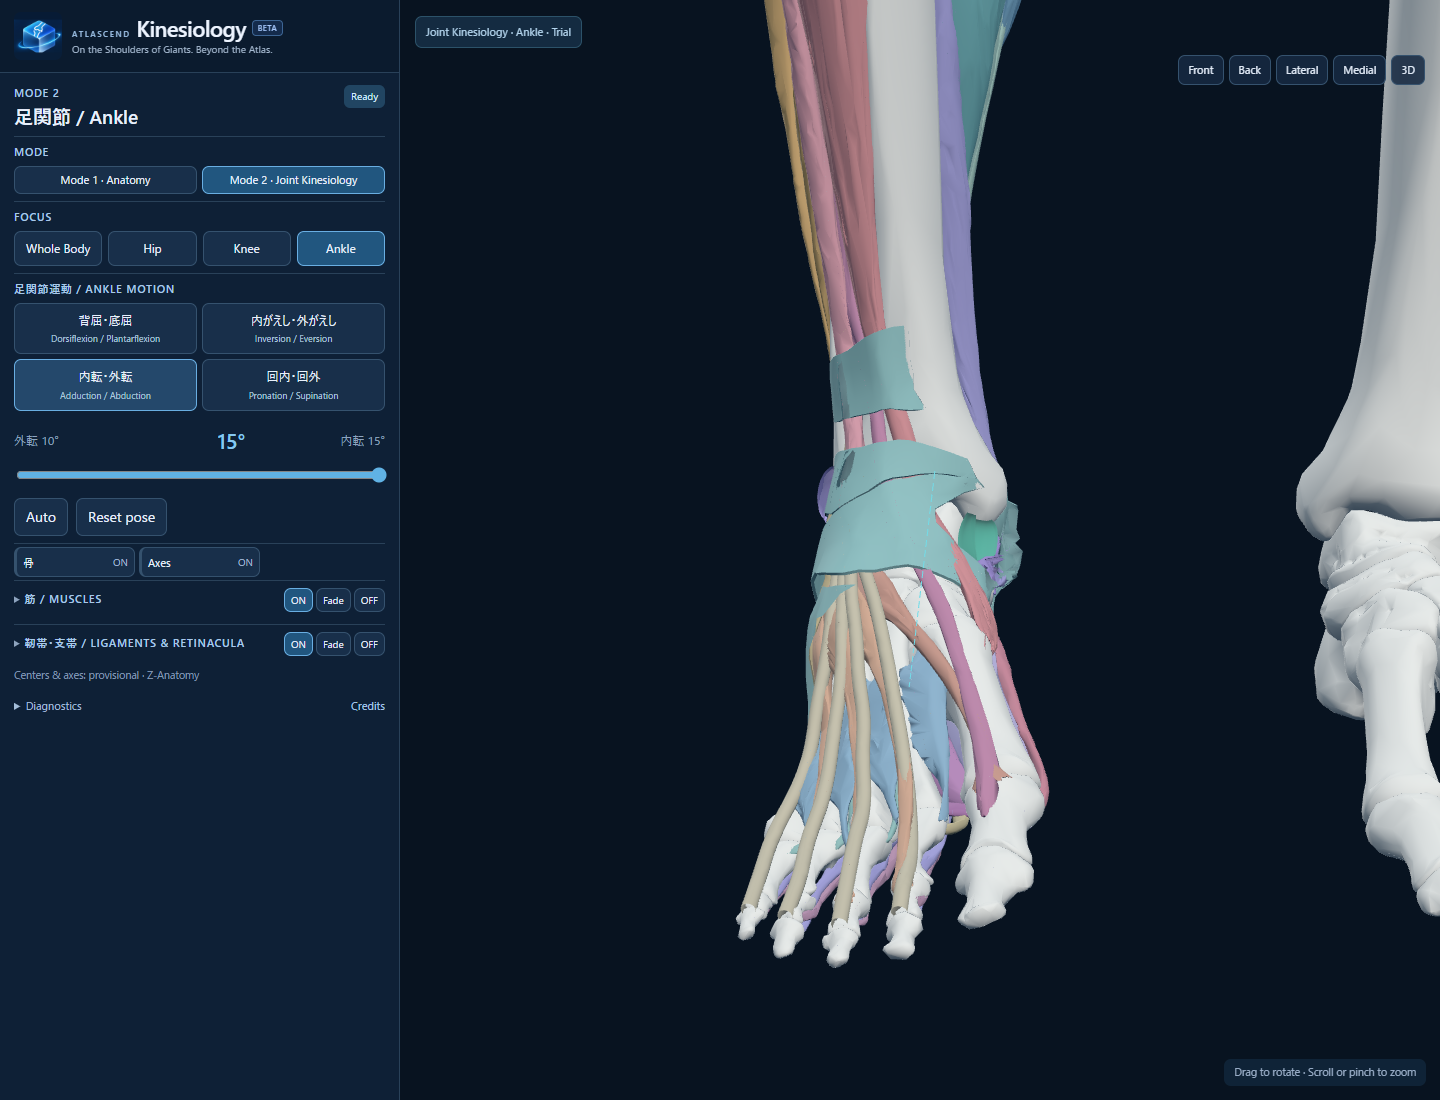 ATLASCEND Kinesiology BETA
On the Shoulders of Giants. Beyond the Atlas.
MODE 2
Ready
足関節 / Ankle
MODE
Mode 1 · Anatomy
Mode 2 · Joint Kinesiology
FOCUS
Whole Body
Hip
Knee
Ankle
足関節運動 / ANKLE MOTION
背屈・底屈
Dorsiflexion / Plantarflexion
内がえし・外がえし
Inversion / Eversion
内転・外転
Adduction / Abduction
回内・回外
Pronation / Supination
外転 10°
15°
内転 15°
Auto
Reset pose
骨 ON
Axes ON
筋 / MUSCLES
ON
Fade
OFF
靭帯・支帯 / LIGAMENTS & RETINACULA
ON
Fade
OFF
Centers & axes: provisional · Z-Anatomy
Diagnostics
Credits
Joint Kinesiology · Ankle · Trial
Front
Back
Lateral
Medial
3D
Drag to rotate · Scroll or pinch to zoom